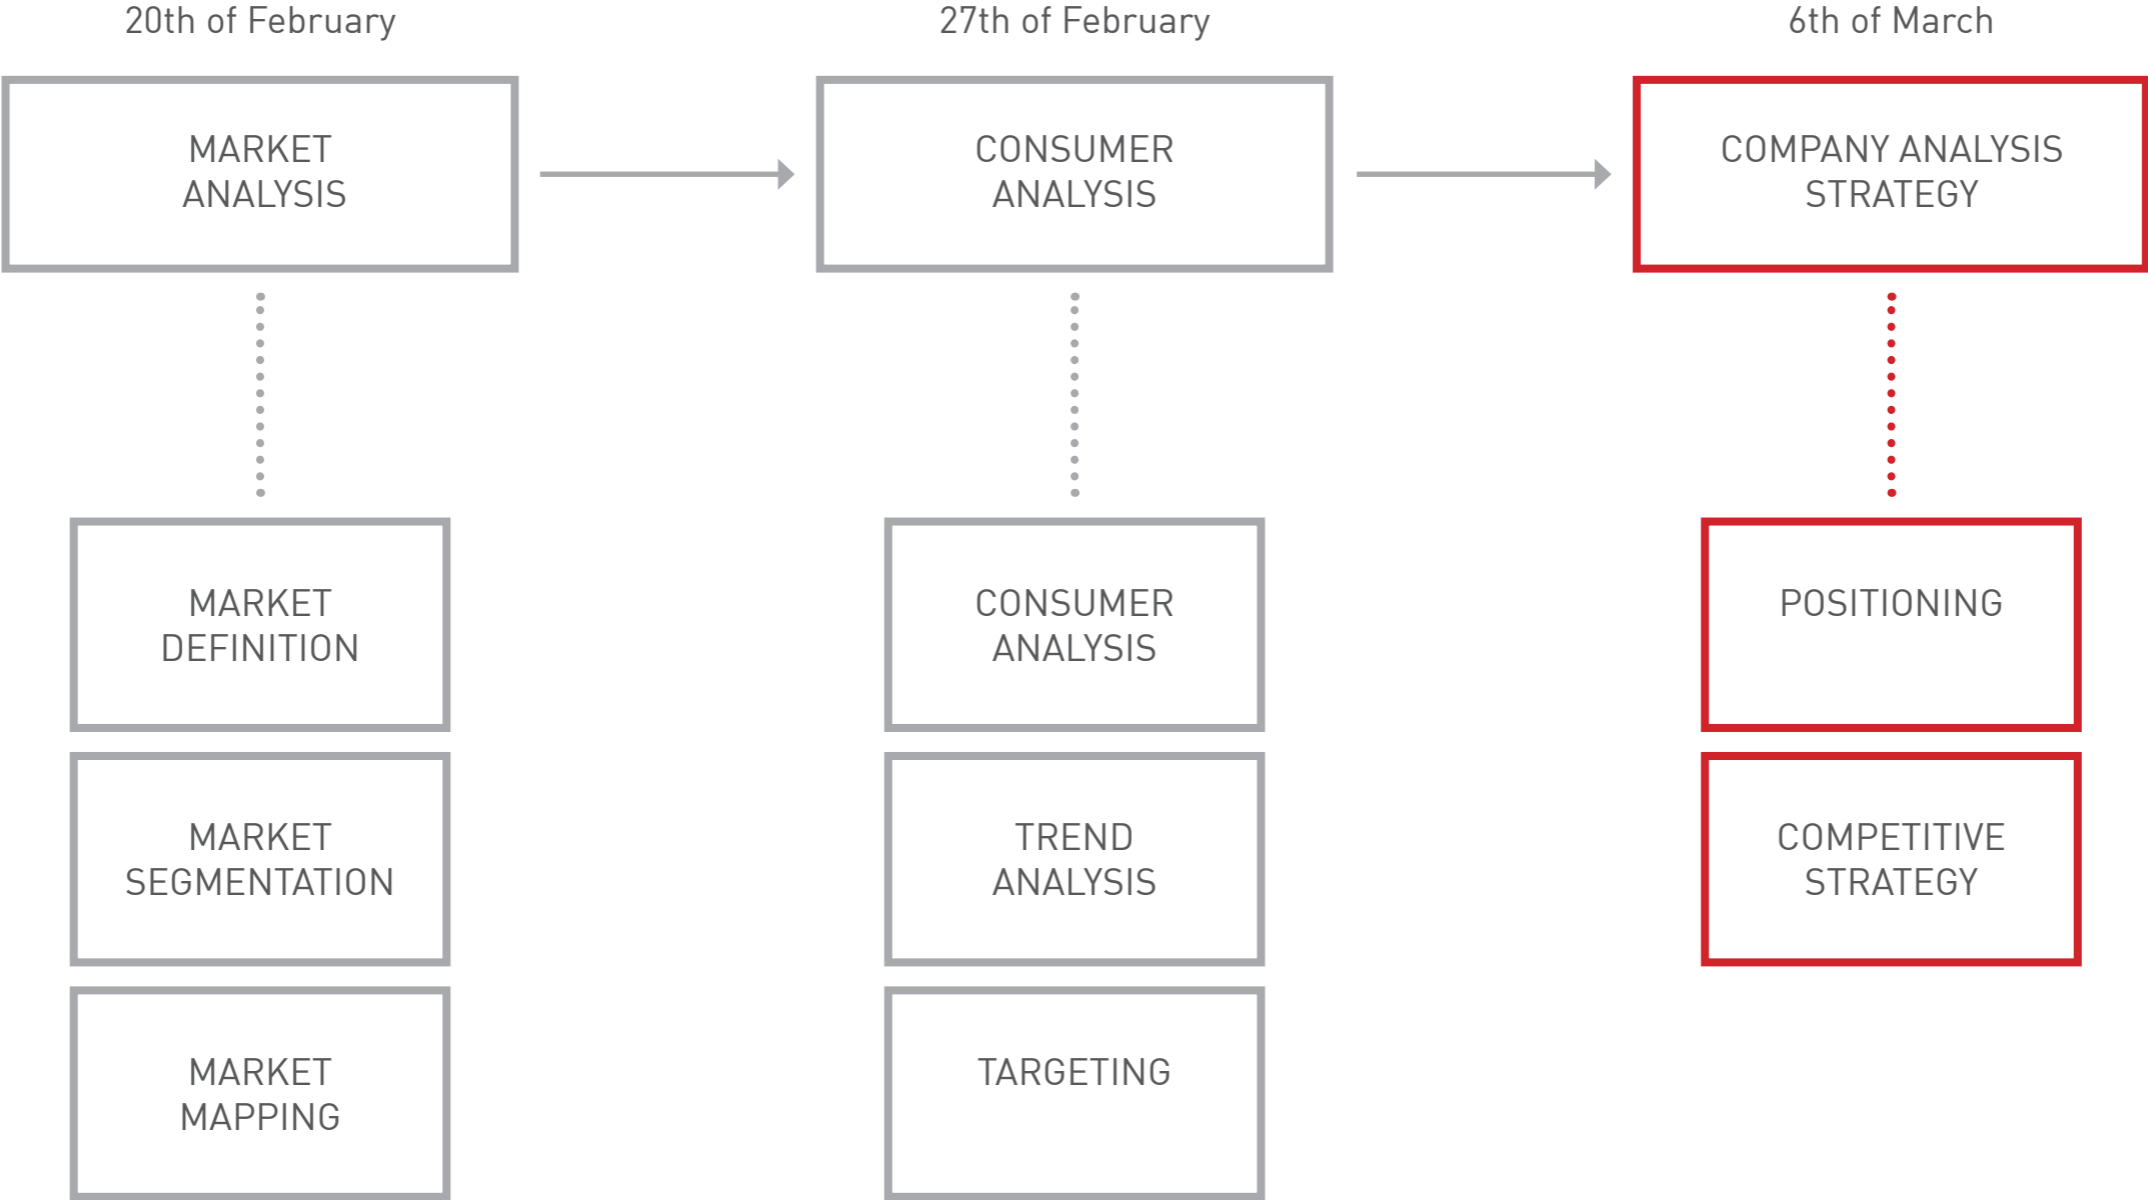 20th of February
27th of February
6th of March
MARKET
ANALYSIS
CONSUMER
ANALYSIS
COMPANY ANALYSIS
STRATEGY
MARKET
DEFINITION
CONSUMER
ANALYSIS
POSITIONING
MARKET
SEGMENTATION
TREND
ANALYSIS
COMPETITIVE
STRATEGY
MARKET
MAPPING
TARGETING